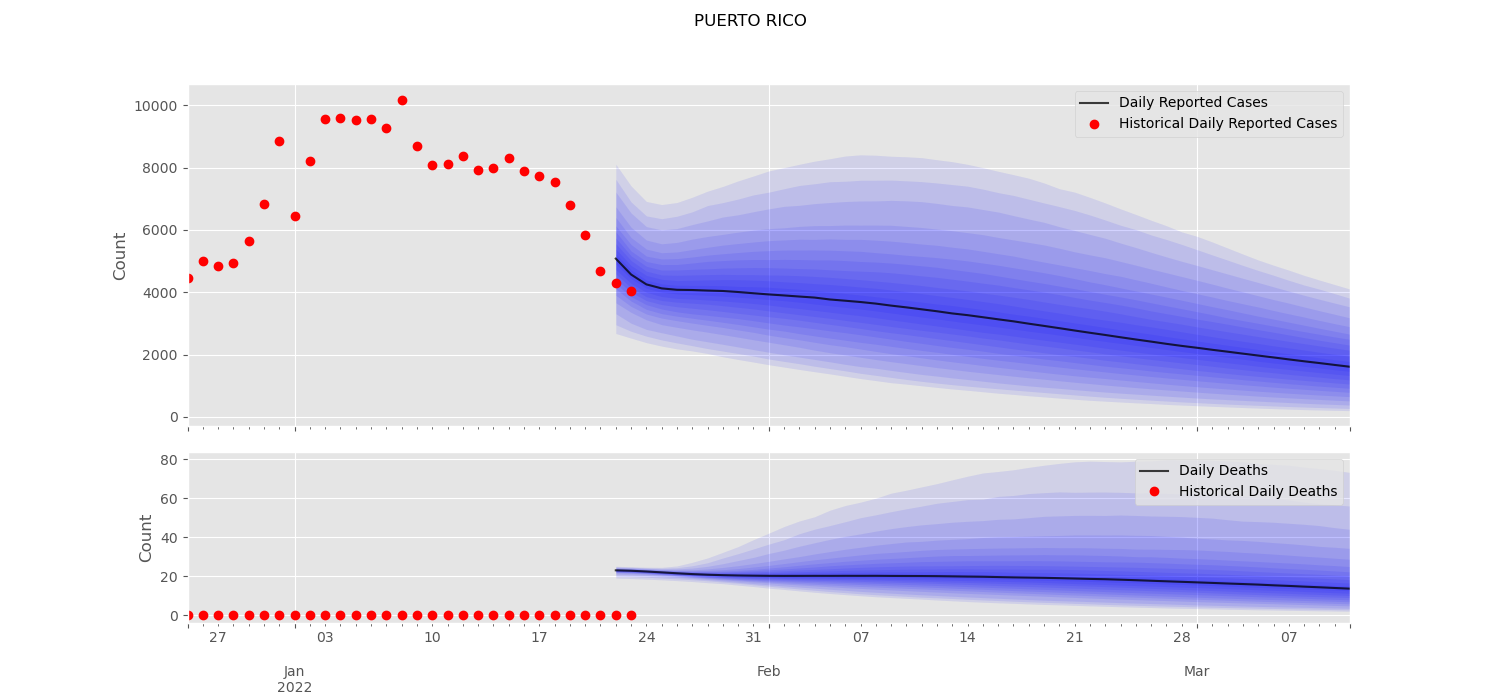 PUERTO RICO
Daily Reported Cases
Historical Daily Reported Cases
Count
10000
8000
6000
4000
2000
0
Daily Deaths
Historical Daily Deaths
Count
80
60
40
20
0
27 03 10 17 24 31 07 14 21 28 07
Jan Feb Mar
2022